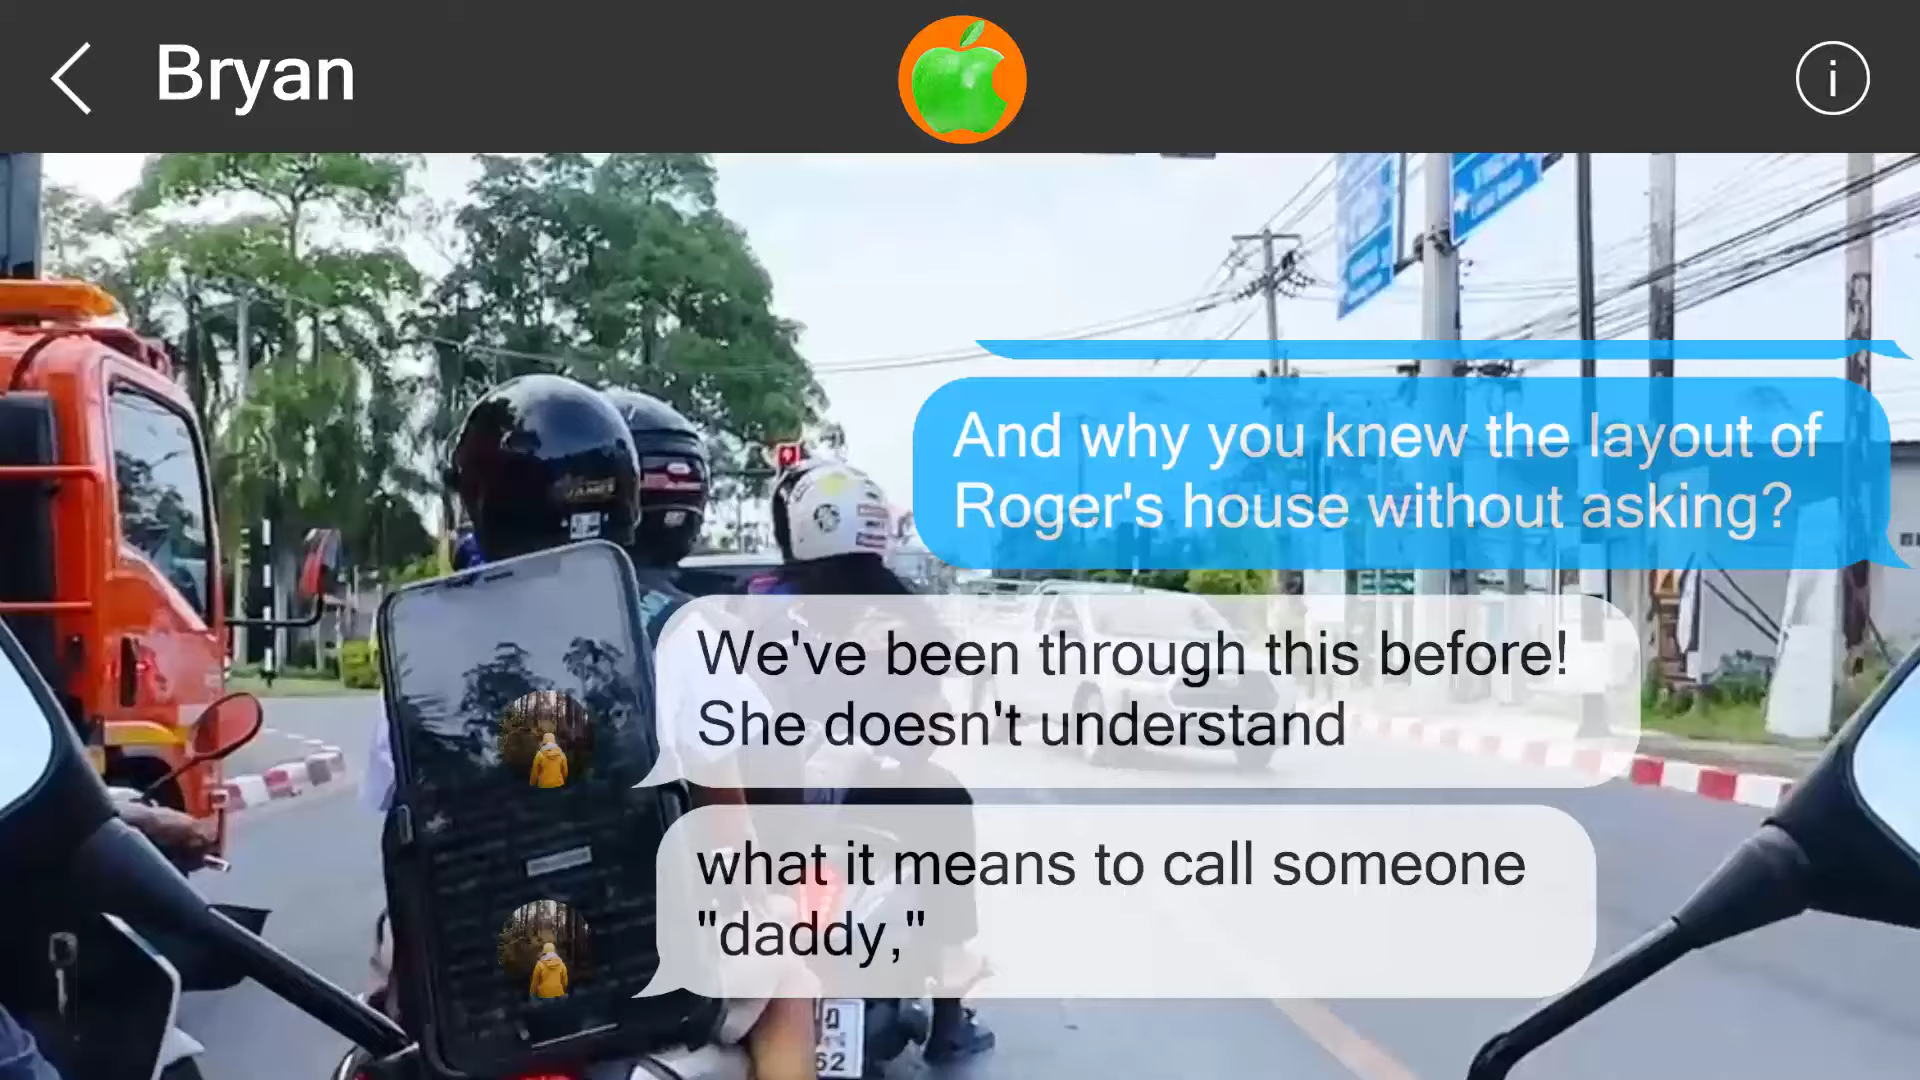 Bryan
i
And why you knew the layout of
Roger's house without asking?
We've been through this before!
She doesn't understand
what it means to call someone
"daddy,"
62